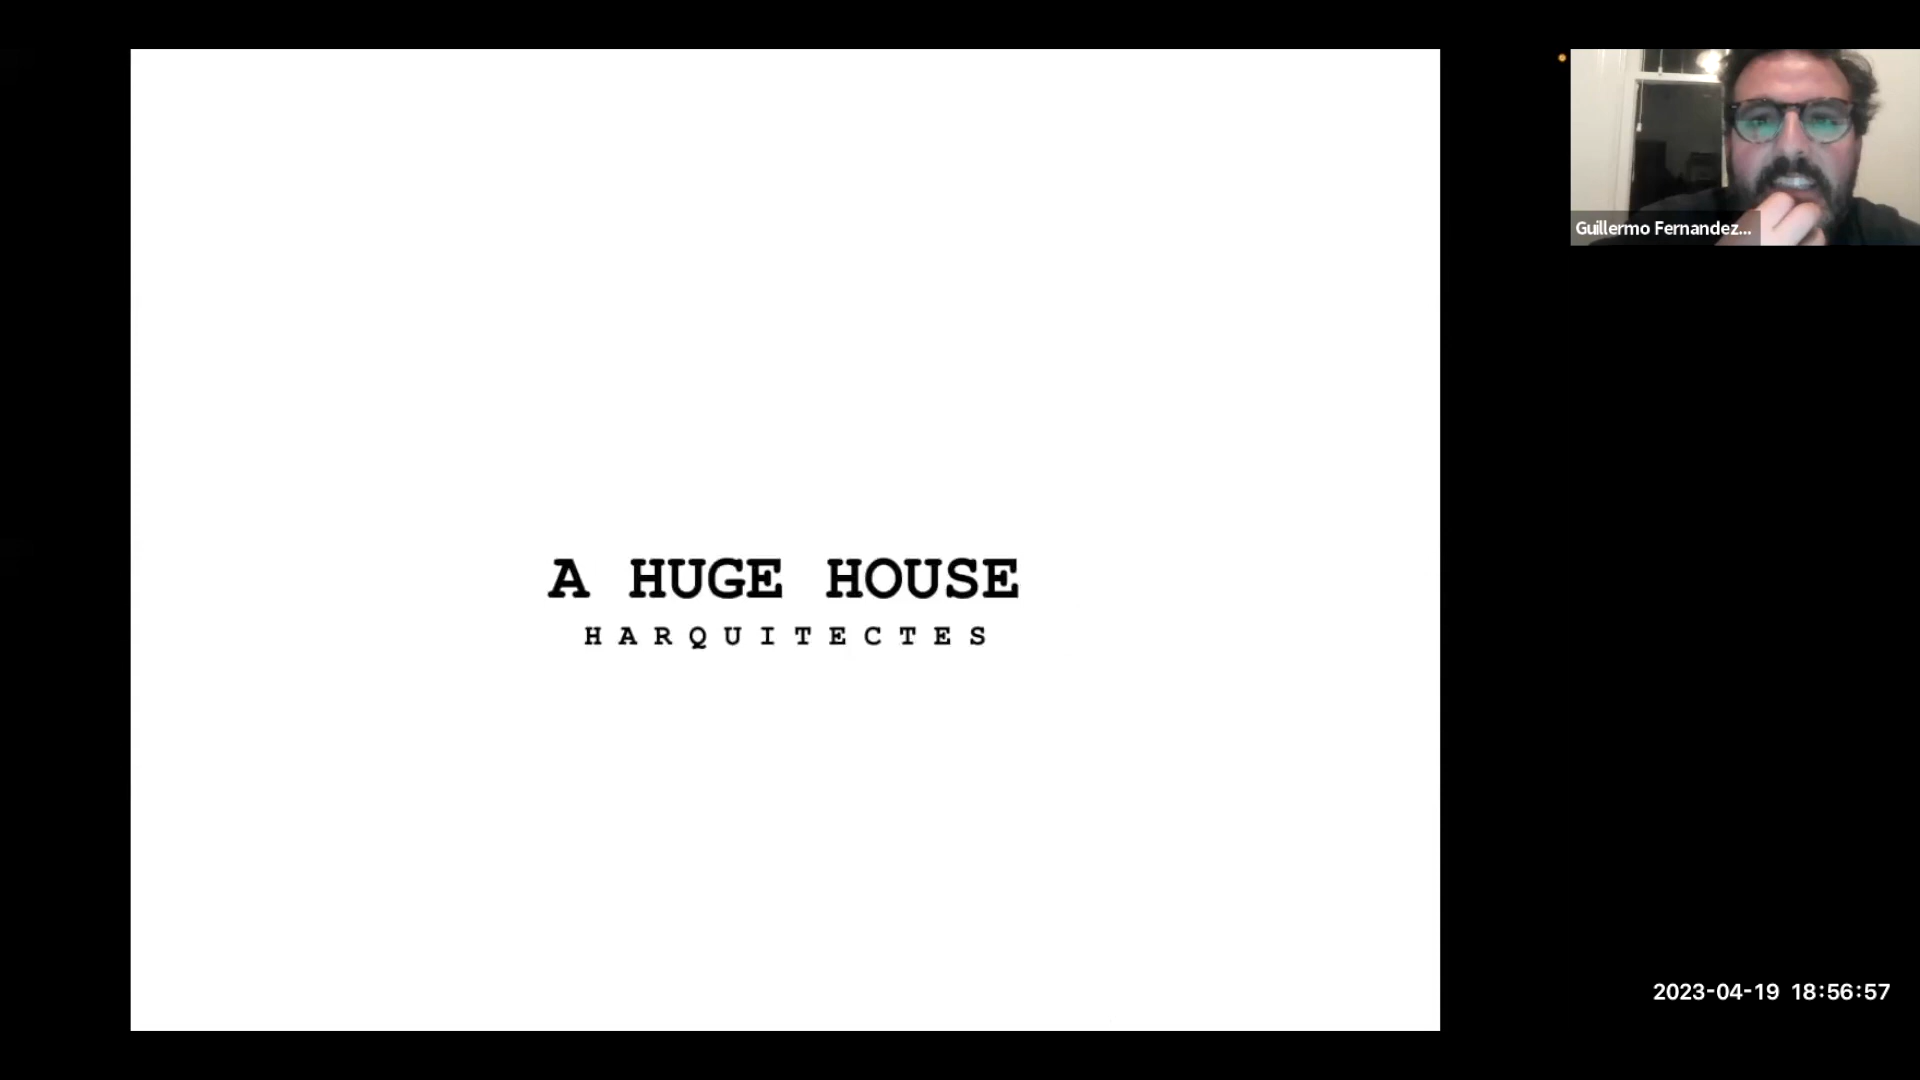 A HUGE HOUSE
HARQUITECTES
Guillermo Fernandez...
2023-04-19 18:56:57